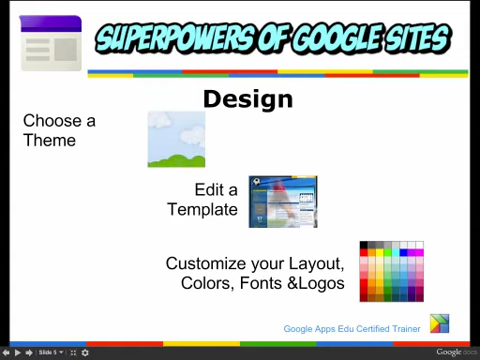 SUPERPOWERS OF GOOGLE SITES
Design
Choose a
Theme
Edit a
Template
Customize your Layout,
Colors, Fonts &Logos
Google Apps Edu Certified Trainer
Slide 5
Google docs